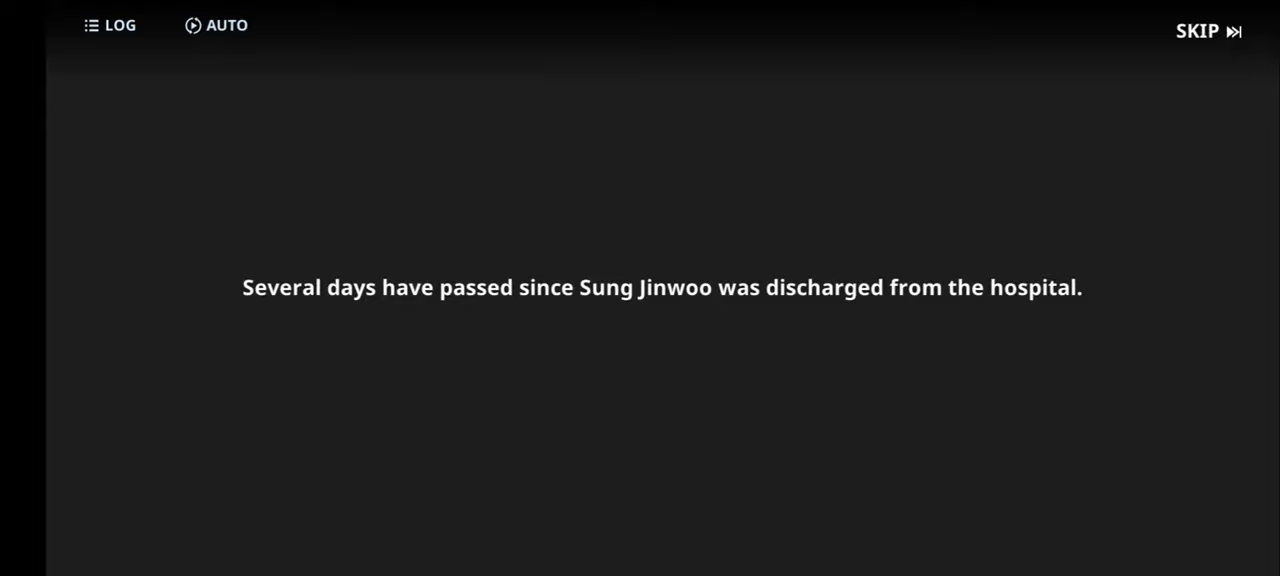 LOG
AUTO
SKIP
Several days have passed since Sung Jinwoo was discharged from the hospital.